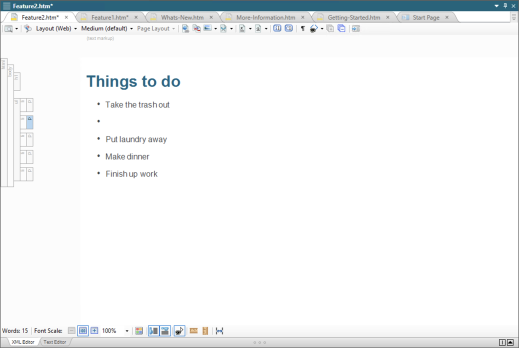 Feature2.htm*
Feature2.htm* Feature1.htm* Whats-New.htm More-Information.htm Getting-Started.htm Start Page
Layout (Web) Medium (default) Page Layout
(text markup)
Things to do
• Take the trash out
•
• Put laundry away
• Make dinner
• Finish up work
Words: 15 Font Scale: 100%
XML Editor Text Editor